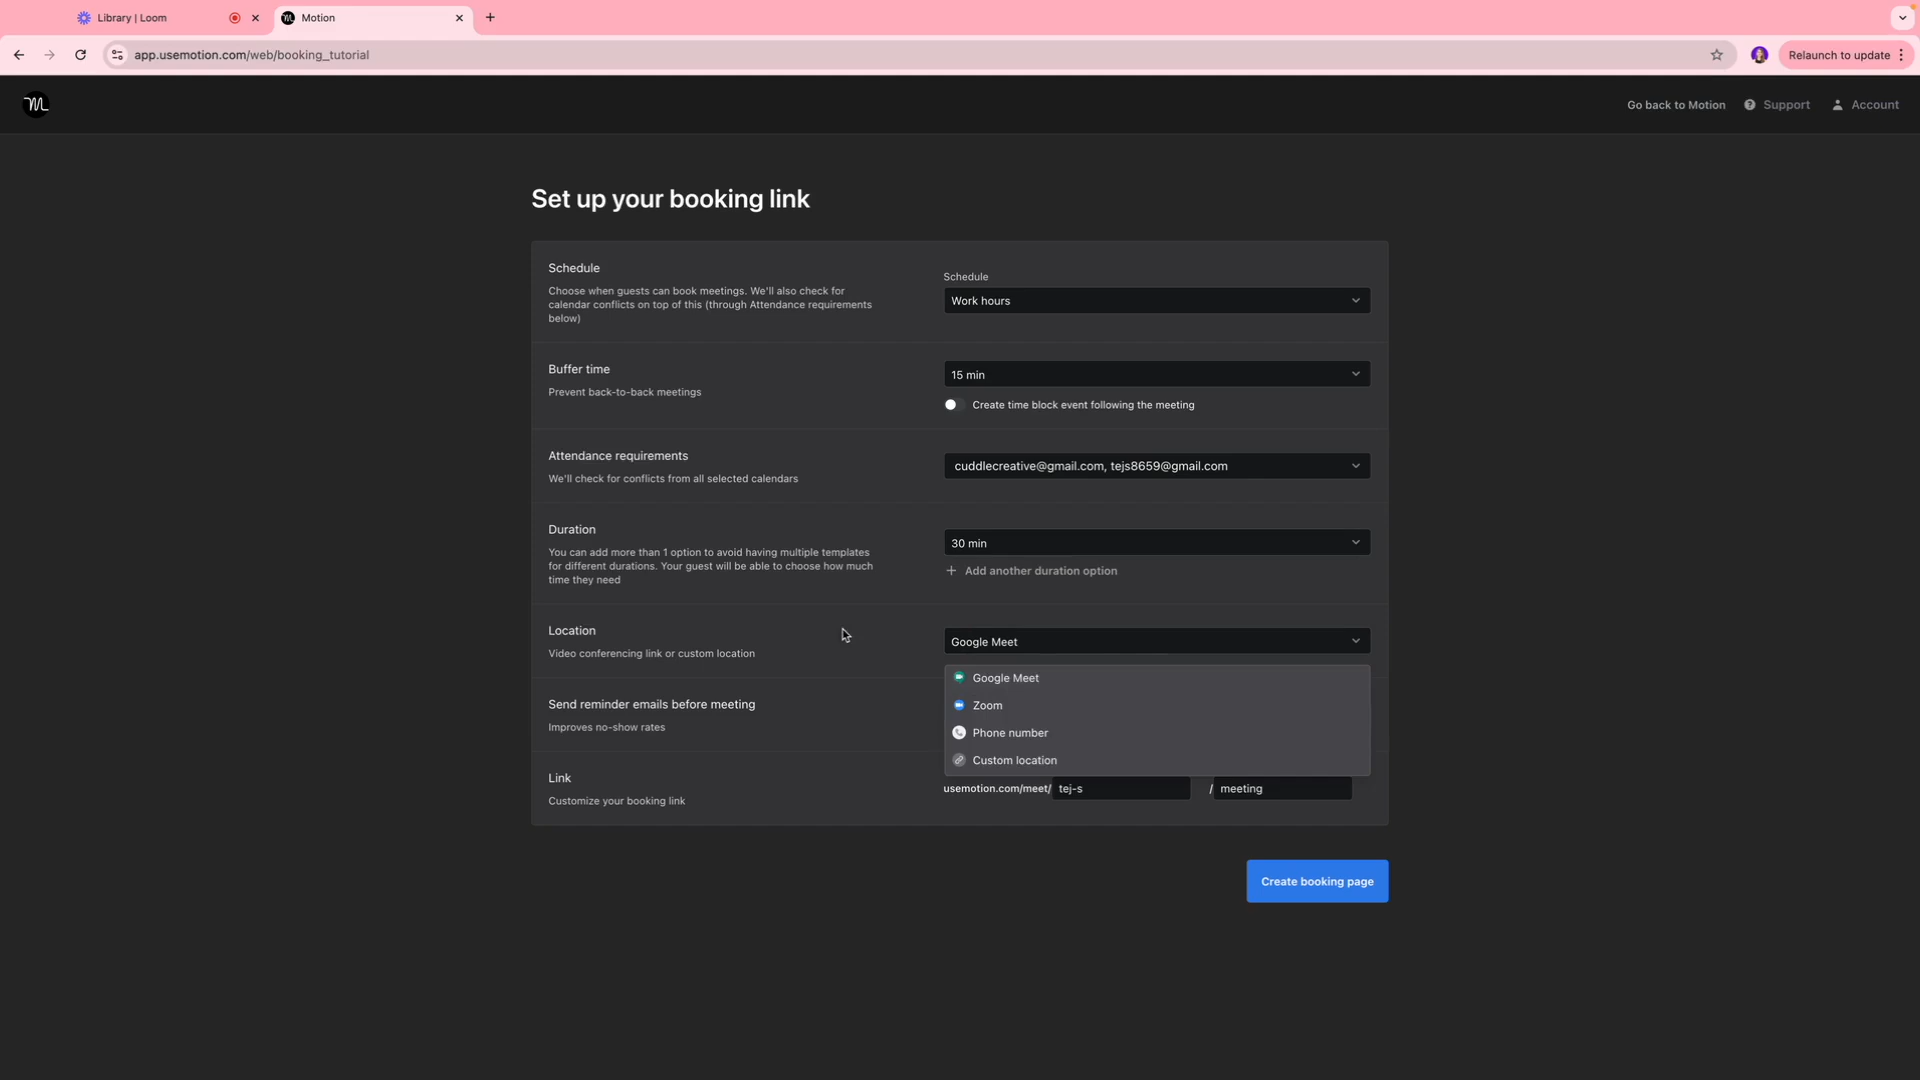 Library | Loom
Motion
app.usemotion.com/web/booking_tutorial
Relaunch to update
Go back to Motion
Support
Account
Set up your booking link
Schedule
Choose when guests can book meetings. We'll also check for
calendar conflicts on top of this (through Attendance requirements
below)
Schedule
Work hours
Buffer time
Prevent back-to-back meetings
15 min
Create time block event following the meeting
Attendance requirements
We'll check for conflicts from all selected calendars
cuddlecreative@gmail.com, tejs8659@gmail.com
Duration
You can add more than 1 option to avoid having multiple templates
for different durations. Your guest will be able to choose how much
time they need
30 min
Add another duration option
Location
Video conferencing link or custom location
Google Meet
Google Meet
Zoom
Phone number
Custom location
Send reminder emails before meeting
Improves no-show rates
Link
Customize your booking link
usemotion.com/meet/ tej-s / meeting
Create booking page